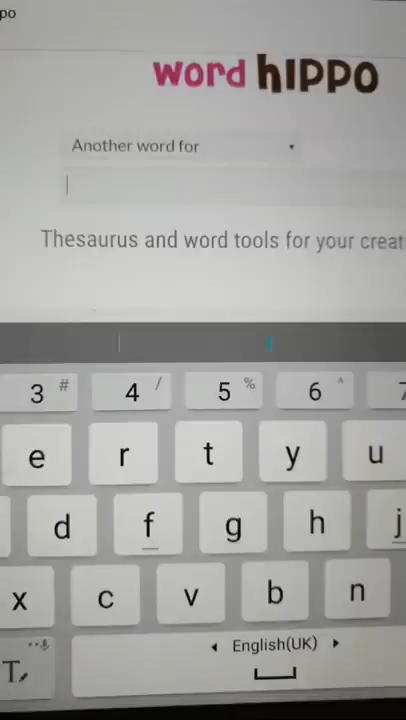 po
word hippo
Another word for
Thesaurus and word tools for your creat
3 # 4 / 5 % 6 ^ 7
e r t y u
d f g h j
x c v b n
T English(UK)